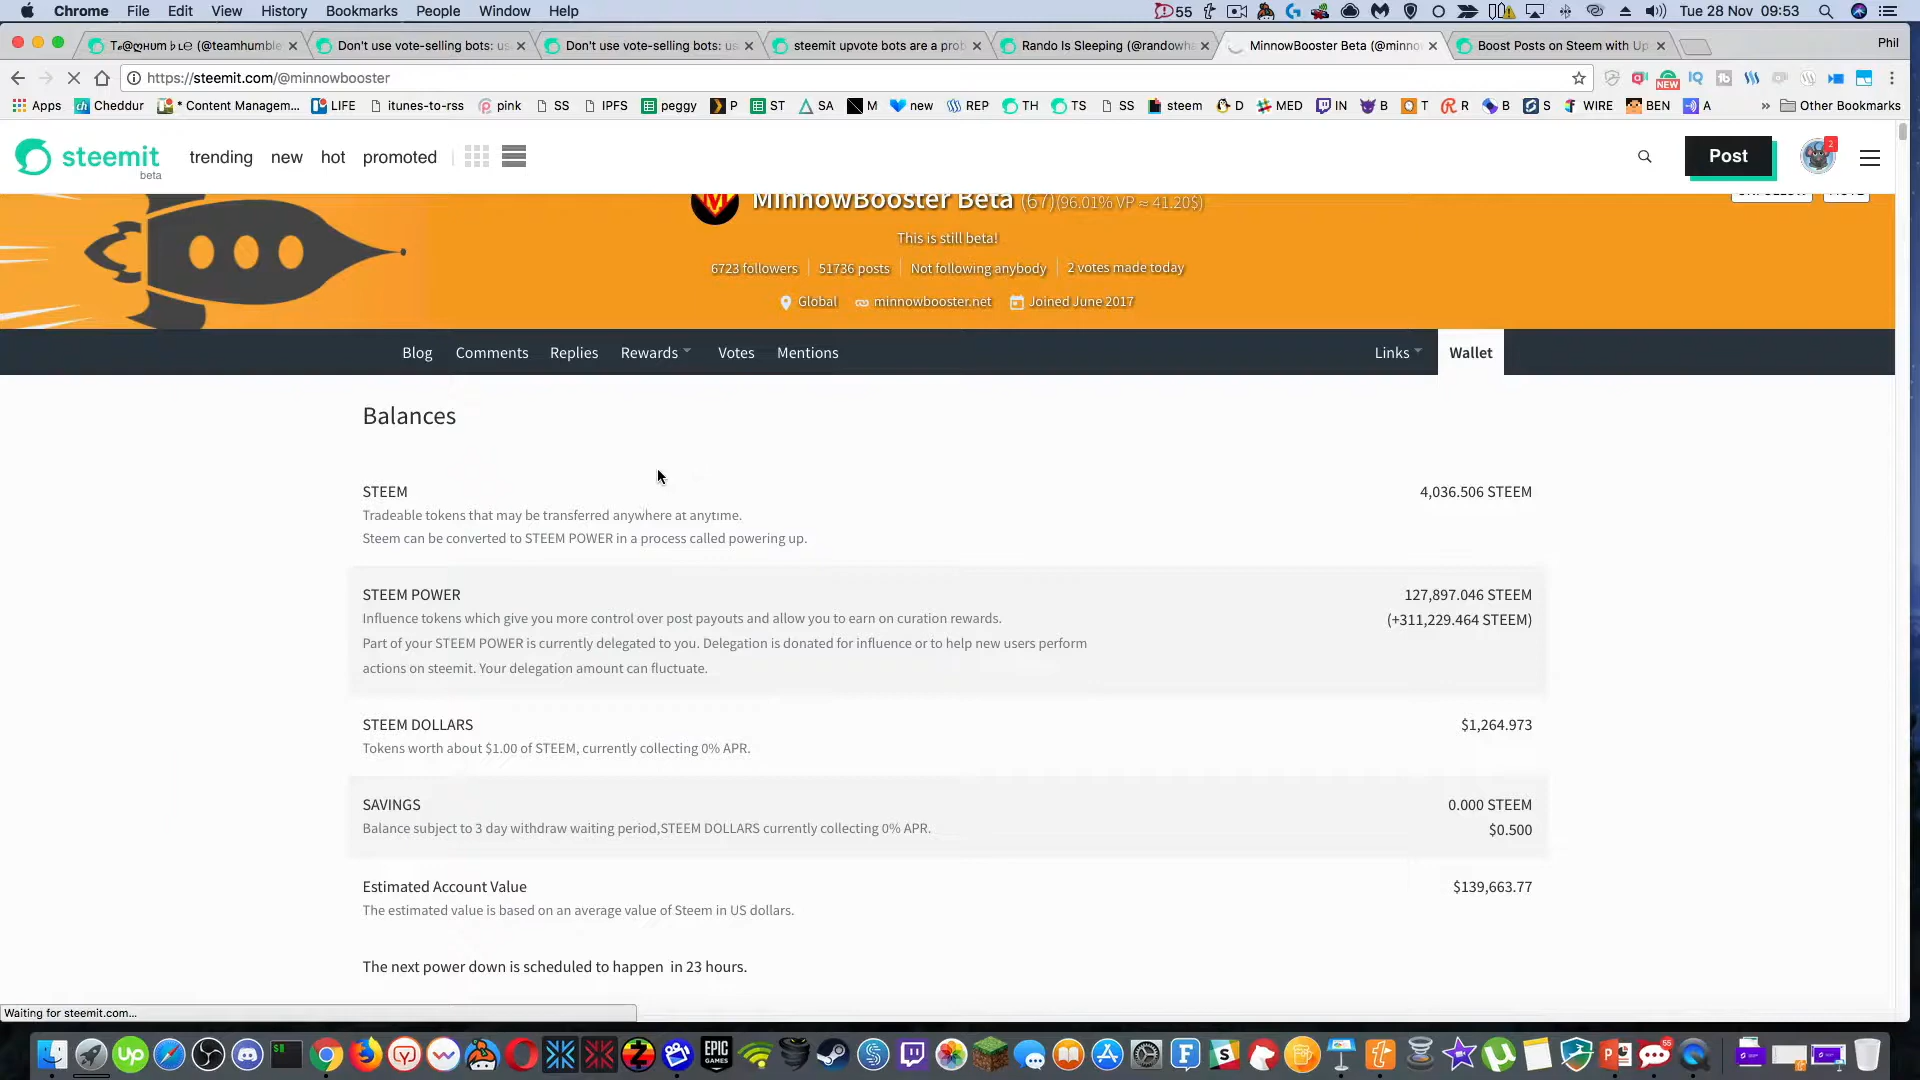 Chrome File Edit View History Bookmarks People Window Help 55 Tue 28 Nov 09:53
(@teamhumble Don't use vote-selling bots: us Don't use vote-selling bots: us steemit upvote bots are a prob Rando Is Sleeping (@randowha MinnowBooster Beta (@minno Boost Posts on Steem with Up Phil
https://steemit.com/@minnowbooster
Apps Cheddur * Content Managem... LIFE itunes-to-rss pink SS IPFS peggy P ST SA M new REP TH TS SS steem D MED IN B T R B S WIRE BEN A » Other Bookmarks
steemit beta trending new hot promoted Post 2
MinnowBooster Beta (67)(96.01% VP ≈ 41.20$)
This is still beta!
6723 followers 51736 posts Not following anybody 2 votes made today
Global minnowbooster.net Joined June 2017
Blog Comments Replies Rewards Votes Mentions Links Wallet
Balances
STEEM 4,036.506 STEEM
Tradeable tokens that may be transferred anywhere at anytime.
Steem can be converted to STEEM POWER in a process called powering up.
STEEM POWER 127,897.046 STEEM
Influence tokens which give you more control over post payouts and allow you to earn on curation rewards. (+311,229.464 STEEM)
Part of your STEEM POWER is currently delegated to you. Delegation is donated for influence or to help new users perform
actions on steemit. Your delegation amount can fluctuate.
STEEM DOLLARS $1,264.973
Tokens worth about $1.00 of STEEM, currently collecting 0% APR.
SAVINGS 0.000 STEEM
Balance subject to 3 day withdraw waiting period,STEEM DOLLARS currently collecting 0% APR. $0.500
Estimated Account Value $139,663.77
The estimated value is based on an average value of Steem in US dollars.
The next power down is scheduled to happen in 23 hours.
Waiting for steemit.com...
up EPIC GAMES 55